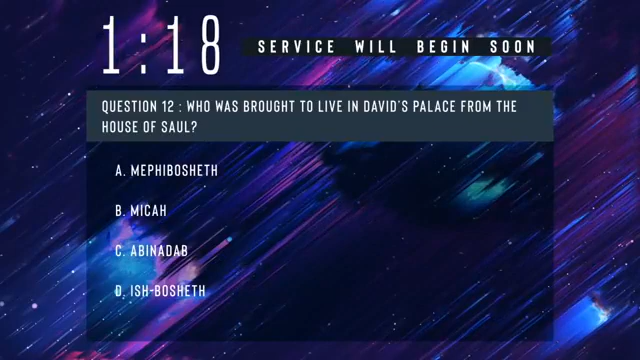 1:18
SERVICE WILL BEGIN SOON
QUESTION 12 : WHO WAS BROUGHT TO LIVE IN DAVID'S PALACE FROM THE
HOUSE OF SAUL?
A. MEPHIBOSHETH
B. MICAH
C. ABINADAB
D. ISH-BOSHETH